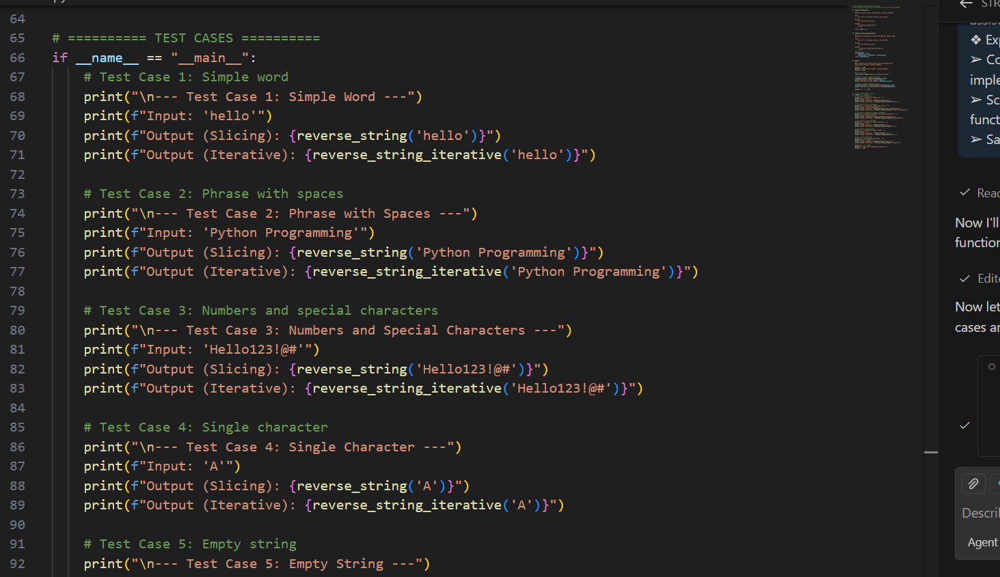 64
65 # ========== TEST CASES ==========
66 if __name__ == "__main__":
67     # Test Case 1: Simple word
68     print("\n--- Test Case 1: Simple Word ---")
69     print(f"Input: 'hello'")
70     print(f"Output (Slicing): {reverse_string('hello')}")
71     print(f"Output (Iterative): {reverse_string_iterative('hello')}")
72
73     # Test Case 2: Phrase with spaces
74     print("\n--- Test Case 2: Phrase with Spaces ---")
75     print(f"Input: 'Python Programming'")
76     print(f"Output (Slicing): {reverse_string('Python Programming')}")
77     print(f"Output (Iterative): {reverse_string_iterative('Python Programming')}")
78
79     # Test Case 3: Numbers and special characters
80     print("\n--- Test Case 3: Numbers and Special Characters ---")
81     print(f"Input: 'Hello123!@#'")
82     print(f"Output (Slicing): {reverse_string('Hello123!@#')}")
83     print(f"Output (Iterative): {reverse_string_iterative('Hello123!@#')}")
84
85     # Test Case 4: Single character
86     print("\n--- Test Case 4: Single Character ---")
87     print(f"Input: 'A'")
88     print(f"Output (Slicing): {reverse_string('A')}")
89     print(f"Output (Iterative): {reverse_string_iterative('A')}")
90
91     # Test Case 5: Empty string
92     print("\n--- Test Case 5: Empty String ---")
← STR
❖ Exp
➢ Co
imple
➢ Sc
funct
➢ Sa
✓ Read
Now I'll
function
✓ Edite
Now let
cases an
Describ
Agent